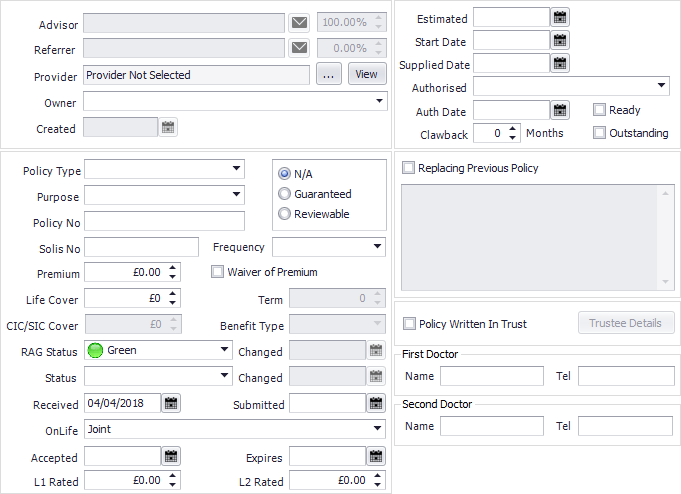 Advisor 100.00%
Referrer 0.00%
Provider Provider Not Selected ... View
Owner
Created
Estimated
Start Date
Supplied Date
Authorised
Auth Date Ready
Clawback 0 Months Outstanding
Policy Type
Purpose
Policy No
N/A
Guaranteed
Reviewable
Solis No Frequency
Premium £0.00 Waiver of Premium
Life Cover £0 Term 0
CIC/SIC Cover £0 Benefit Type
RAG Status Green Changed
Status Changed
Received 04/04/2018 Submitted
OnLife Joint
Accepted Expires
L1 Rated £0.00 L2 Rated £0.00
Replacing Previous Policy
Policy Written In Trust Trustee Details
First Doctor
Name Tel
Second Doctor
Name Tel